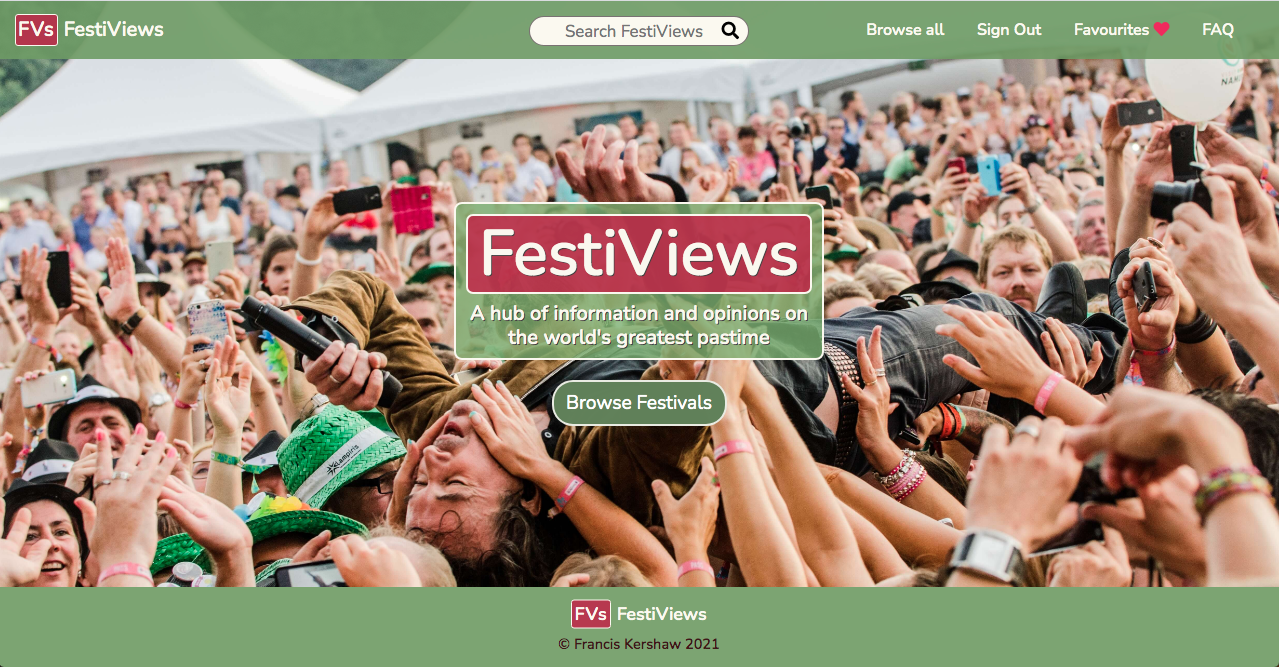 FVs FestiViews
Search FestiViews
Browse all
Sign Out
Favourites
FAQ
FestiViews
A hub of information and opinions on
the world's greatest pastime
Browse Festivals
Lampiris
FVs FestiViews
© Francis Kershaw 2021